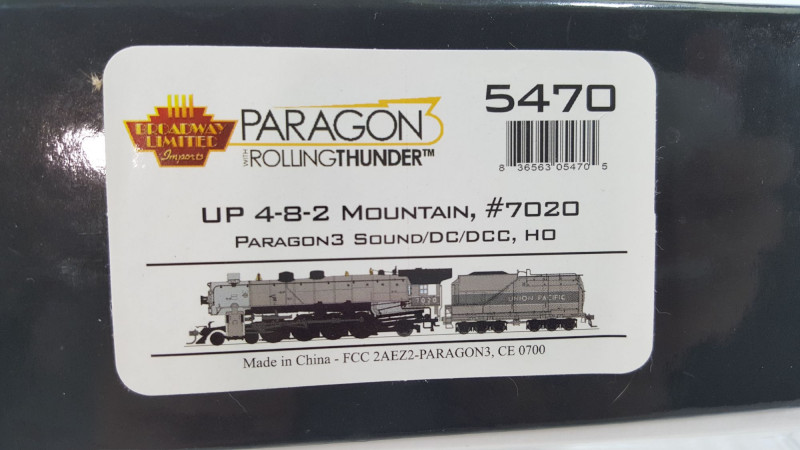 BROADWAY
LIMITED
Imports
PARAGON3
WITH ROLLINGTHUNDER™
5470
8 36563 05470 5
UP 4-8-2 MOUNTAIN, #7020
PARAGON3 SOUND/DC/DCC, HO
7020
UNION PACIFIC
Made in China - FCC 2AEZ2-PARAGON3, CE 0700